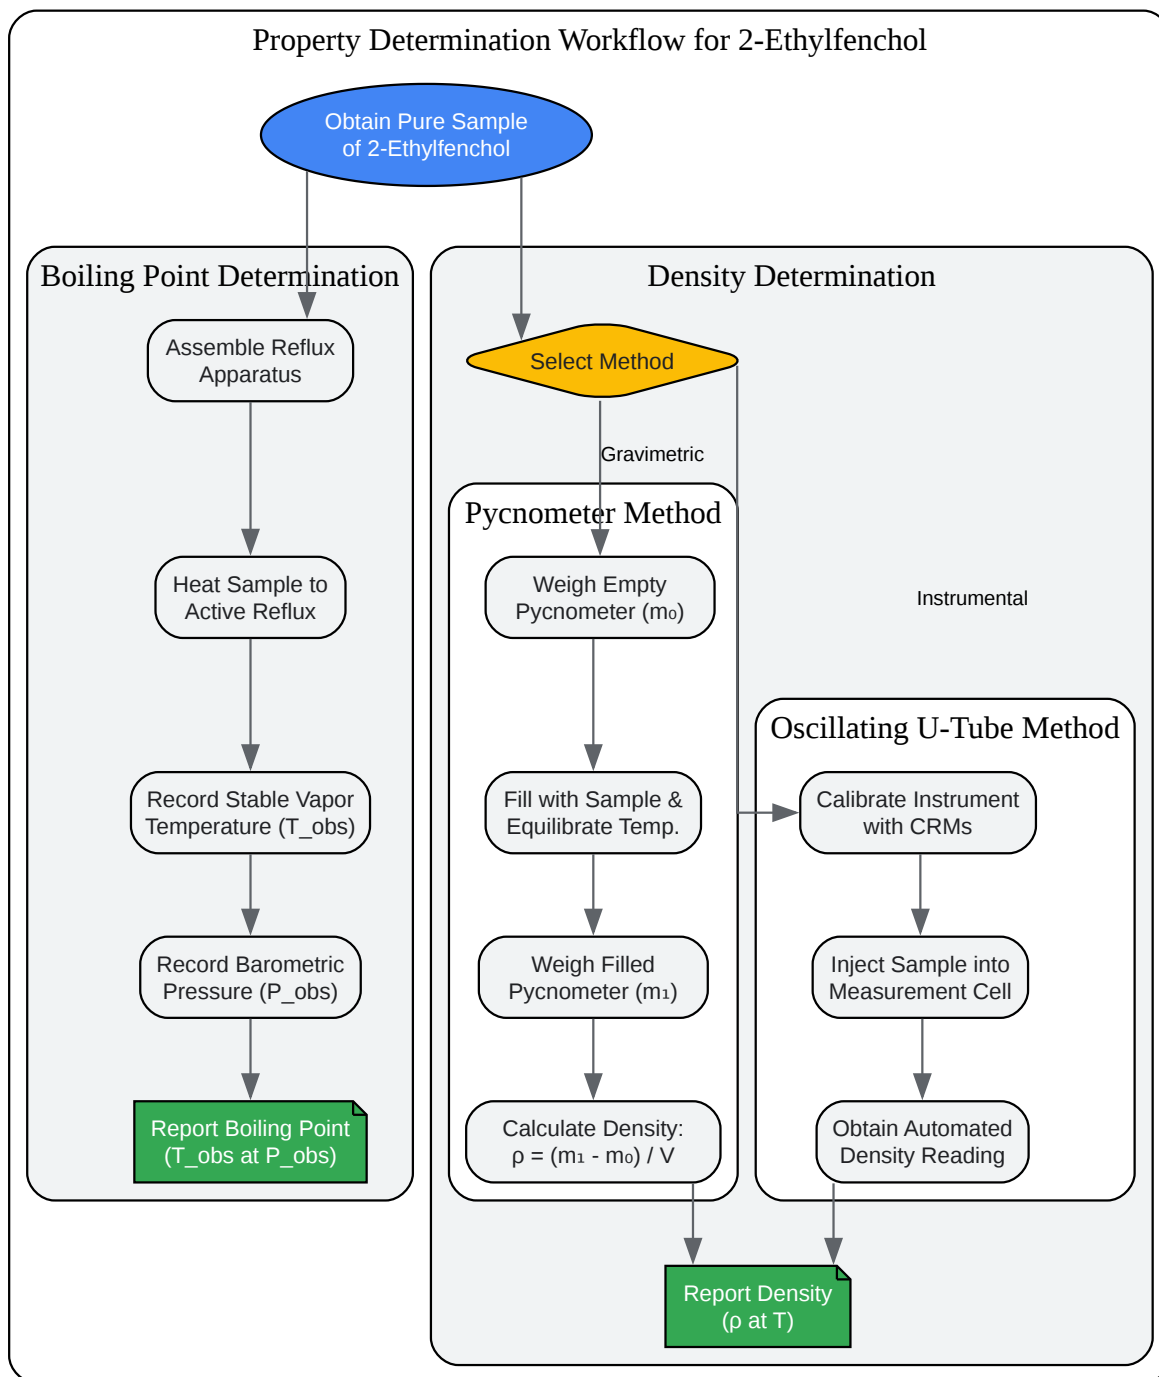 Property Determination Workflow for 2-Ethylfenchol
Obtain Pure Sample
of 2-Ethylfenchol
Boiling Point Determination
Assemble Reflux
Apparatus
Heat Sample to
Active Reflux
Record Stable Vapor
Temperature (T_obs)
Record Barometric
Pressure (P_obs)
Report Boiling Point
(T_obs at P_obs)
Density Determination
Select Method
Gravimetric
Pycnometer Method
Weigh Empty
Pycnometer (m₀)
Fill with Sample &
Equilibrate Temp.
Weigh Filled
Pycnometer (m₁)
Calculate Density:
ρ = (m₁ - m₀) / V
Instrumental
Oscillating U-Tube Method
Calibrate Instrument
with CRMs
Inject Sample into
Measurement Cell
Obtain Automated
Density Reading
Report Density
(ρ at T)